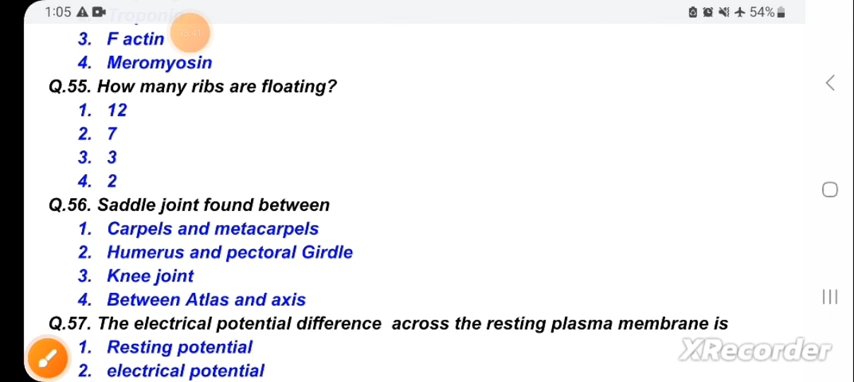 1:05 54%
Troponin
3. F actin
4. Meromyosin
Q.55. How many ribs are floating?
1. 12
2. 7
3. 3
4. 2
Q.56. Saddle joint found between
1. Carpels and metacarpels
2. Humerus and pectoral Girdle
3. Knee joint
4. Between Atlas and axis
Q.57. The electrical potential difference across the resting plasma membrane is
1. Resting potential
XRecorder
2. electrical potential